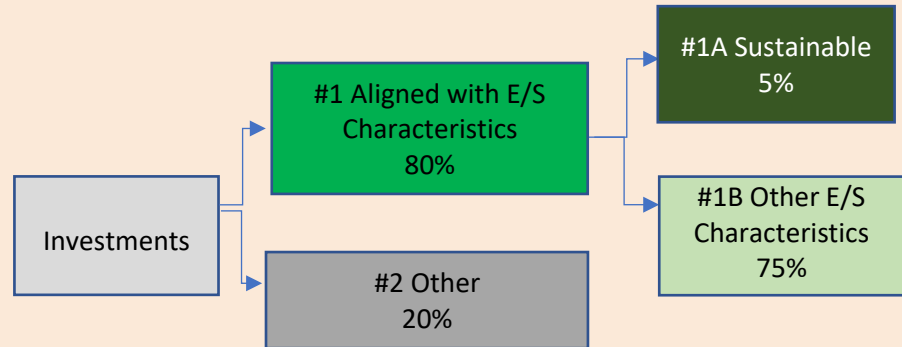 Investments
#1 Aligned with E/S
Characteristics
80%
#2 Other
20%
#1A Sustainable
5%
#1B Other E/S
Characteristics
75%